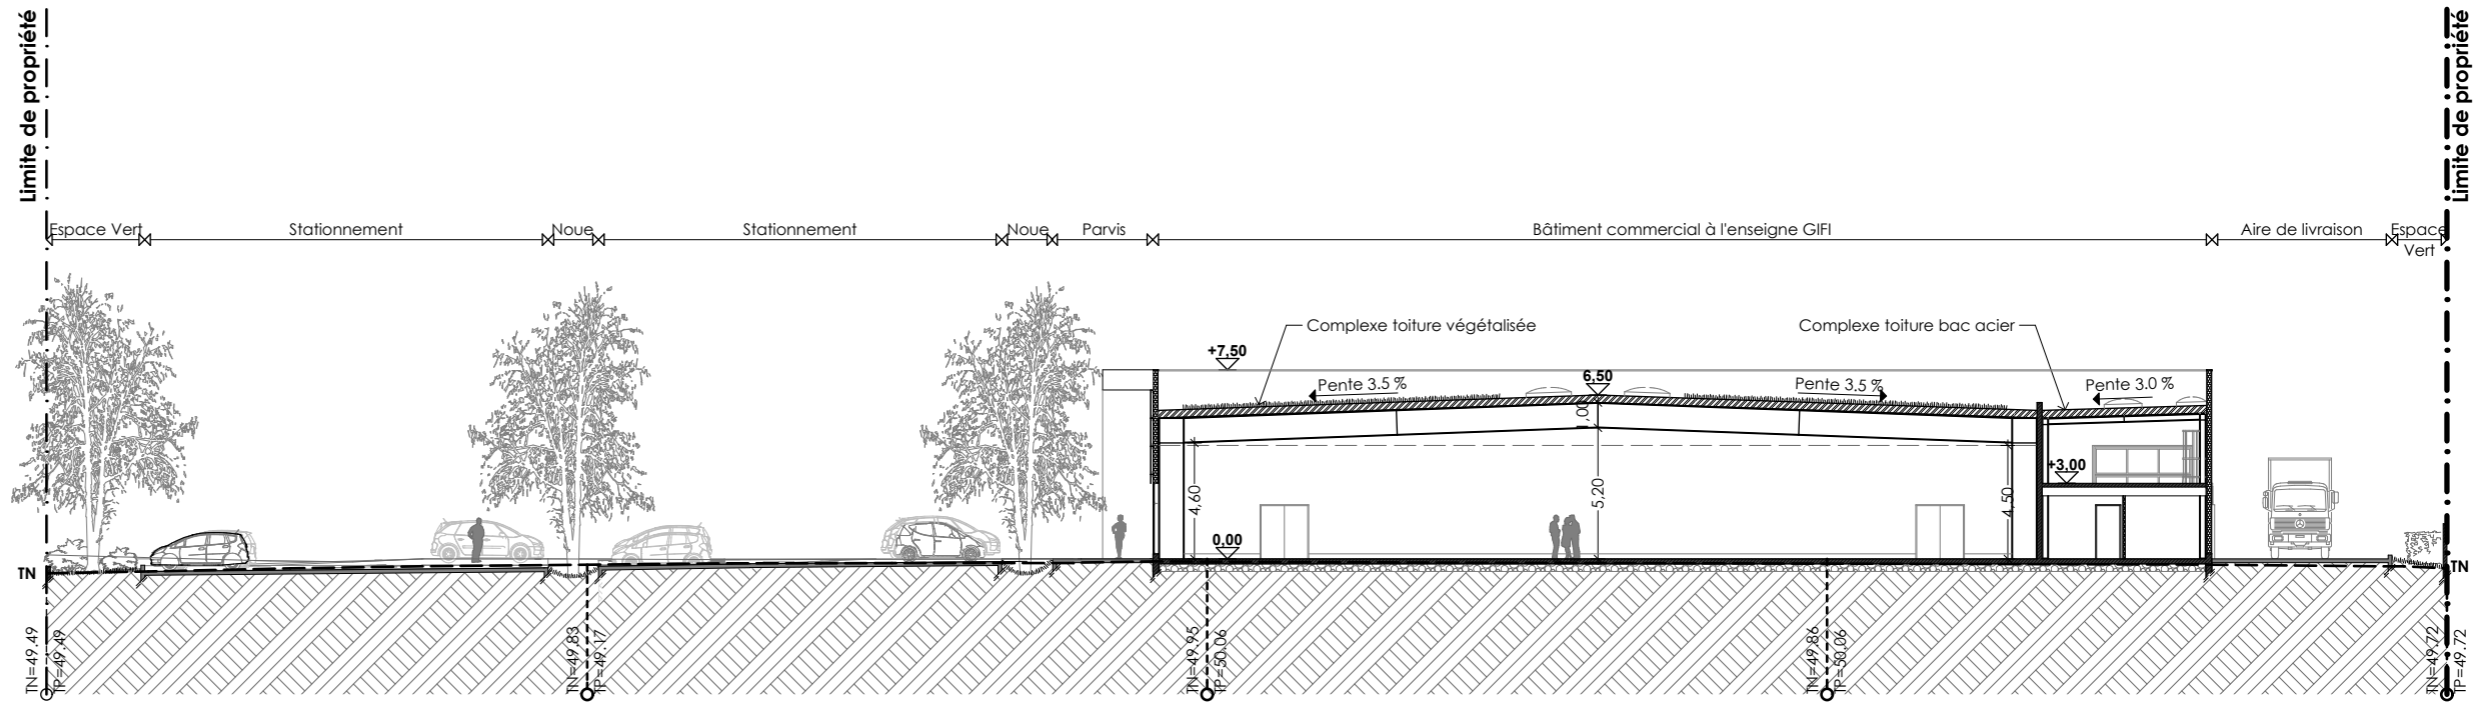 Limite de propriété
Limite de propriété
Espace Vert
Stationnement
Noue
Stationnement
Noue
Parvis
Bâtiment commercial à l'enseigne GIFI
Aire de livraison
Espace
Vert
Complexe toiture végétalisée
Complexe toiture bac acier
+7,50
6,50
Pente 3.5 %
Pente 3.5 %
Pente 3.0 %
+3,00
4,60
5,20
4,50
0,00
TN
TN
TN=49.49
TP=49.49
TN=49.83
TP=49.17
TN=49.95
TP=50.06
TN=49.86
TP=50.06
TN=49.72
TP=49.72